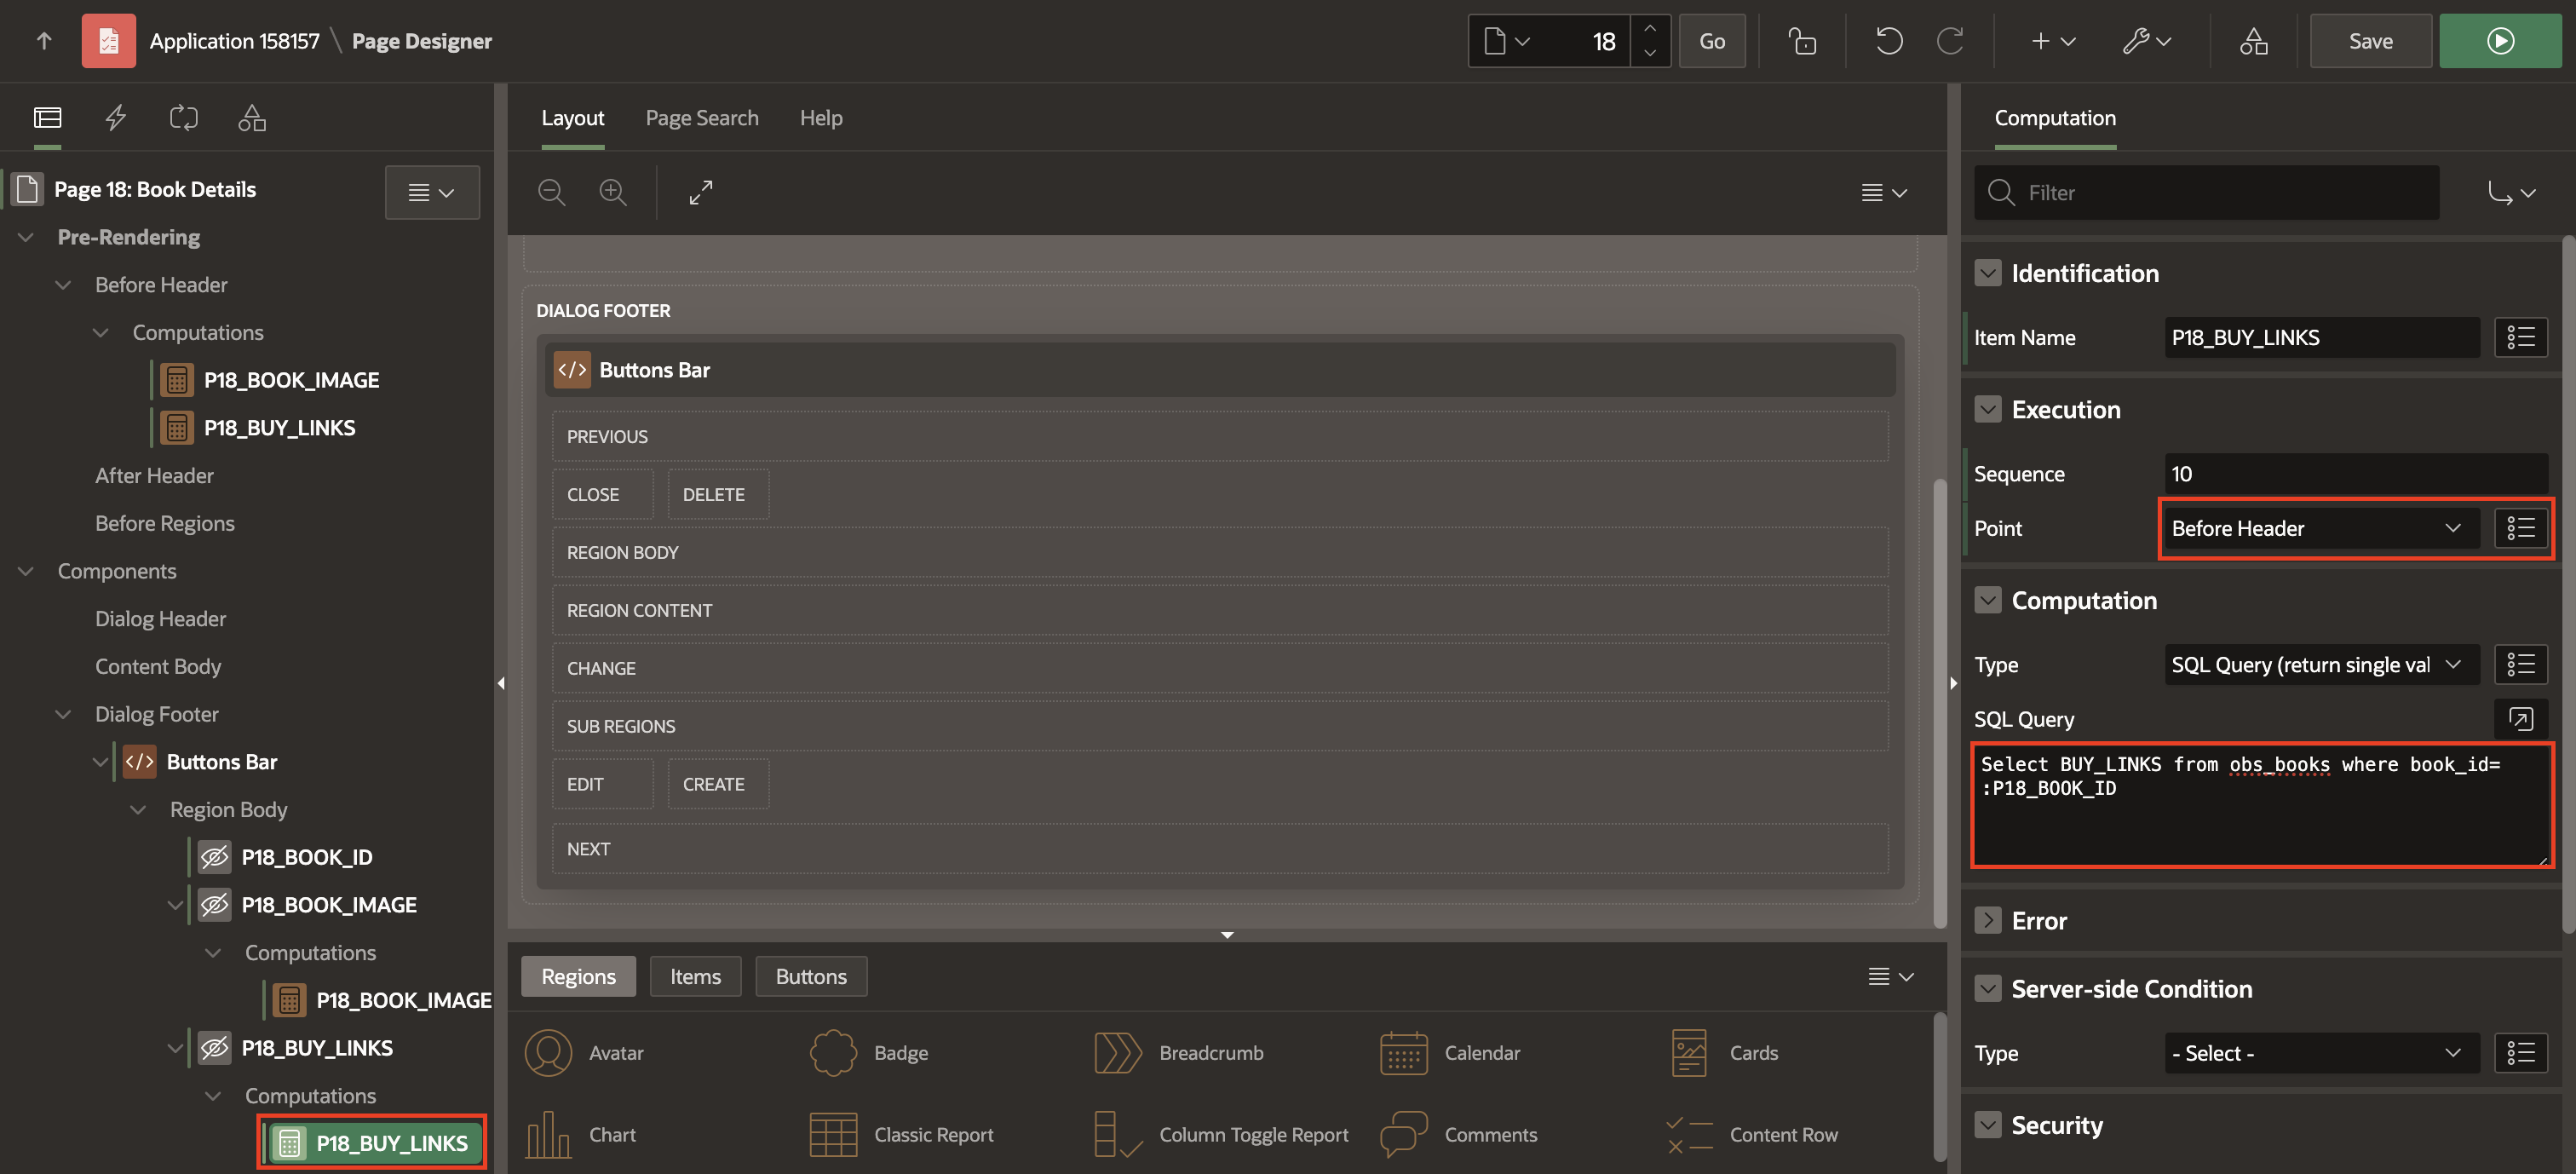 Application 158157 \ Page Designer
18
Go
Save
Page 18: Book Details
Pre-Rendering
Before Header
Computations
P18_BOOK_IMAGE
P18_BUY_LINKS
After Header
Before Regions
Components
Dialog Header
Content Body
Dialog Footer
Buttons Bar
Region Body
P18_BOOK_ID
P18_BOOK_IMAGE
Computations
P18_BOOK_IMAGE
P18_BUY_LINKS
Computations
P18_BUY_LINKS
Layout Page Search Help
DIALOG FOOTER
Buttons Bar
PREVIOUS
CLOSE DELETE
REGION BODY
REGION CONTENT
CHANGE
SUB REGIONS
EDIT CREATE
NEXT
Regions Items Buttons
Avatar Badge Breadcrumb Calendar Cards
Chart Classic Report Column Toggle Report Comments Content Row
Computation
Filter
Identification
Item Name P18_BUY_LINKS
Execution
Sequence 10
Point Before Header
Computation
Type SQL Query (return single val
SQL Query
Select BUY_LINKS from obs_books where book_id=
:P18_BOOK_ID
Error
Server-side Condition
Type - Select -
Security